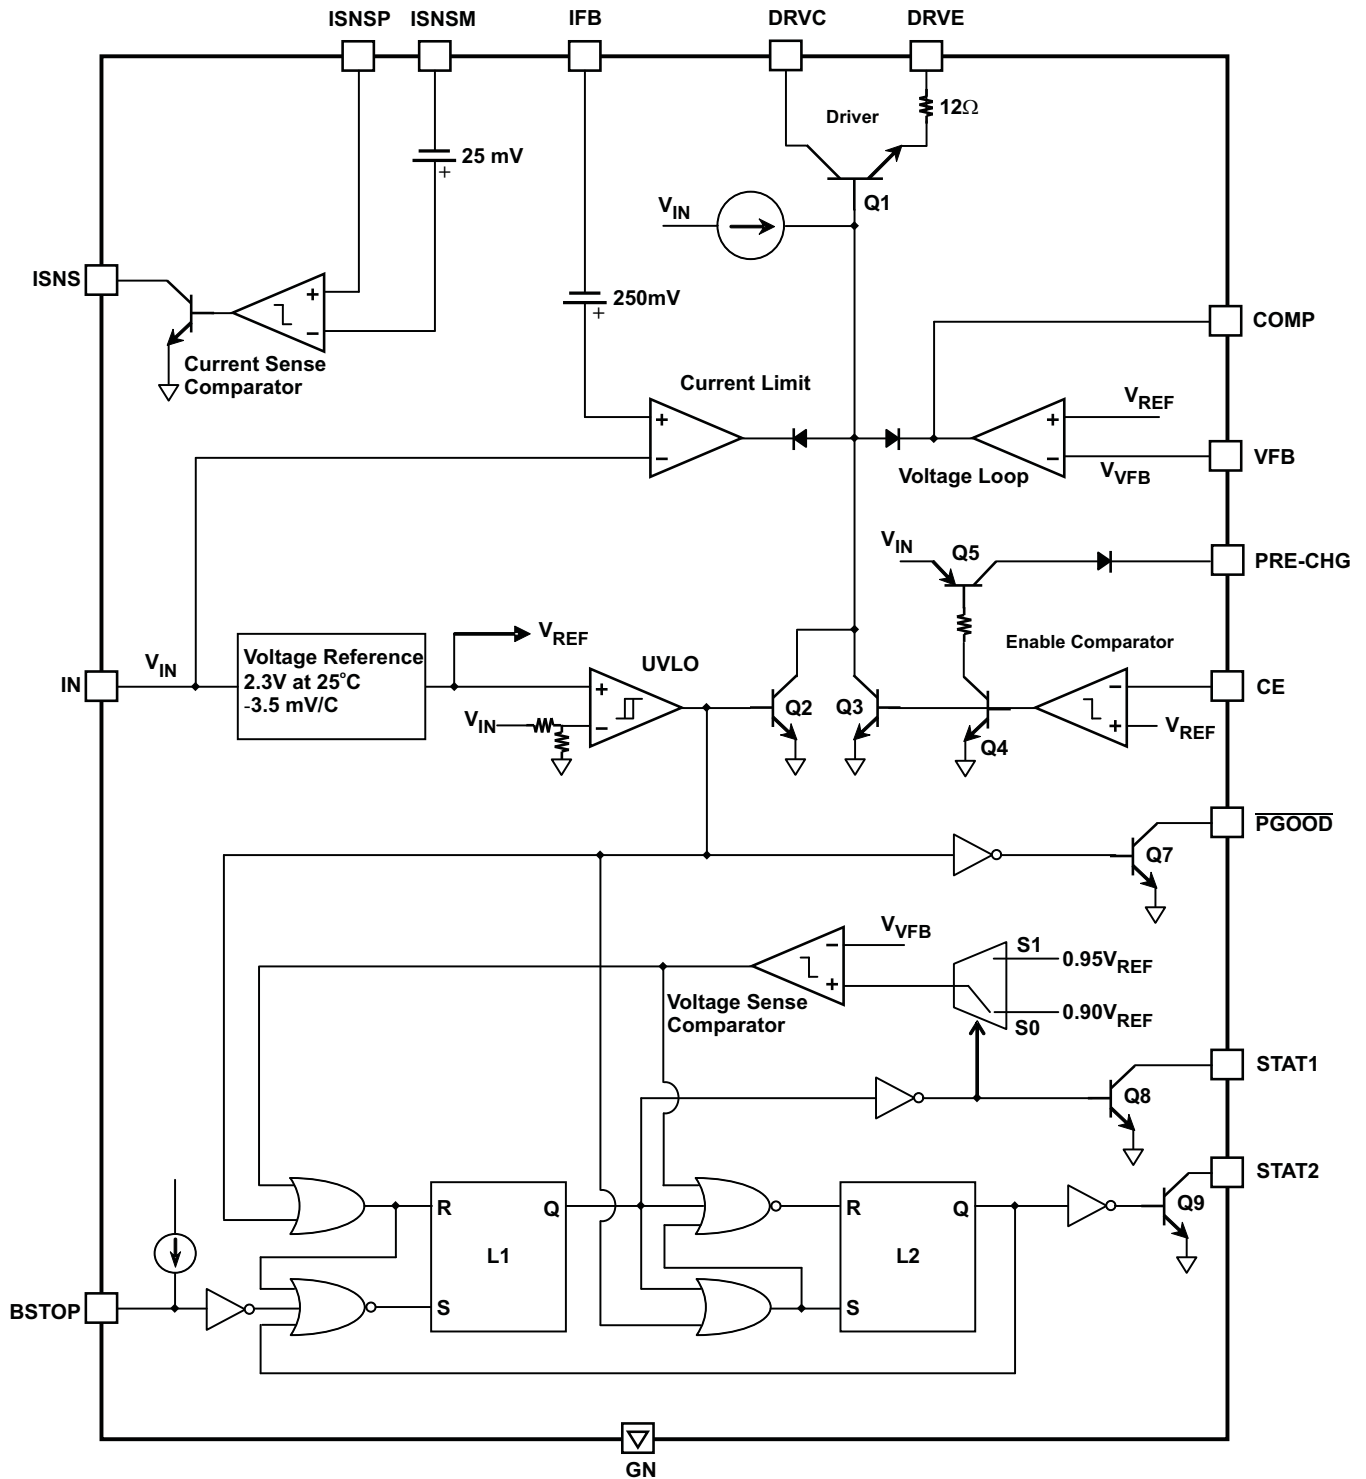 ISNSP
ISNSM
IFB
DRVC
DRVE
12Ω
Driver
25 mV
+
Q1
VIN
ISNS
+
−
250mV
+
COMP
Current Sense
Comparator
Current Limit
VREF
+
−
+
−
VFB
VVFB
Voltage Loop
VIN
Q5
PRE-CHG
VREF
Enable Comparator
VIN
Voltage Reference
2.3V at 25°C
-3.5 mV/C
UVLO
IN
CE
+
−
VIN
Q2
Q3
−
+
VREF
Q4
PGOOD
Q7
VVFB
−
+
S1
0.95VREF
Voltage Sense
Comparator
0.90VREF
S0
STAT1
Q8
STAT2
R
Q
R
Q
Q9
L1
L2
BSTOP
S
S
GN